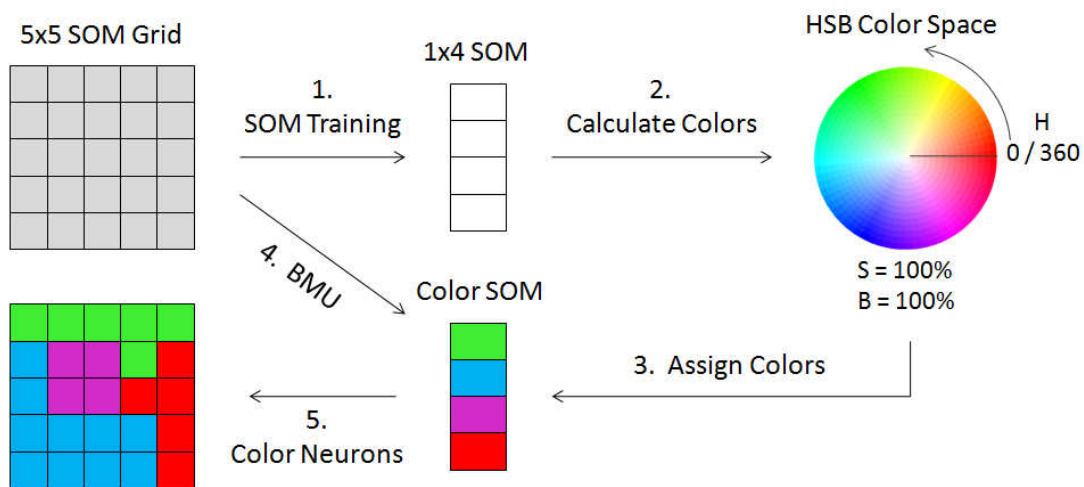 5x5 SOM Grid
1x4 SOM
HSB Color Space
1.
SOM Training
2.
Calculate Colors
H
0 / 360
S = 100%
B = 100%
4. BMU
Color SOM
3. Assign Colors
5.
Color Neurons